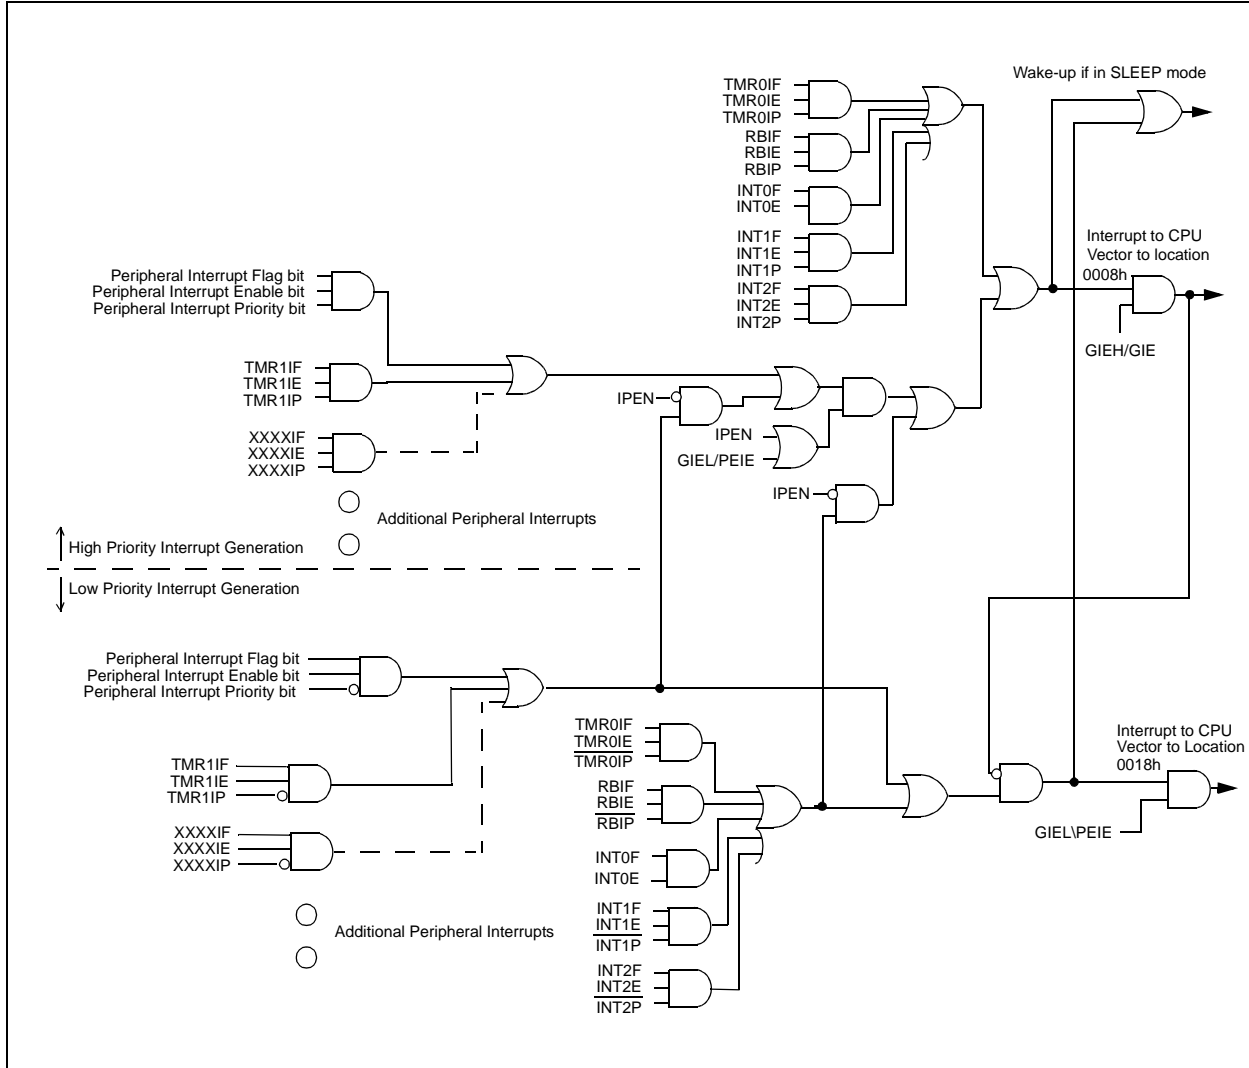 Wake-up if in SLEEP mode
TMR0IF
TMR0IE
TMR0IP
RBIF
RBIE
RBIP
INT0F
INT0E
INT1F
INT1E
INT1P
INT2F
INT2E
INT2P
Interrupt to CPU
Vector to location
0008h
GIEH/GIE
Peripheral Interrupt Flag bit
Peripheral Interrupt Enable bit
Peripheral Interrupt Priority bit
TMR1IF
TMR1IE
TMR1IP
XXXXIF
XXXXIE
XXXXIP
IPEN
IPEN
GIEL/PEIE
IPEN
Additional Peripheral Interrupts
High Priority Interrupt Generation
Low Priority Interrupt Generation
Peripheral Interrupt Flag bit
Peripheral Interrupt Enable bit
Peripheral Interrupt Priority bit
TMR1IF
TMR1IE
TMR1IP
XXXXIF
XXXXIE
XXXXIP
Additional Peripheral Interrupts
TMR0IF
TMR0IE
TMR0IP
RBIF
RBIE
RBIP
INT0F
INT0E
INT1F
INT1E
INT1P
INT2F
INT2E
INT2P
Interrupt to CPU
Vector to Location
0018h
GIEL\PEIE